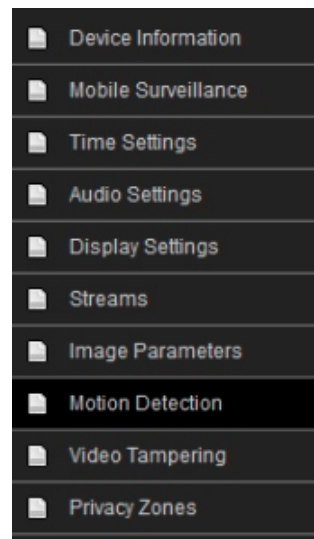 Device Information
Mobile Surveillance
Time Settings
Audio Settings
Display Settings
Streams
Image Parameters
Motion Detection
Video Tampering
Privacy Zones